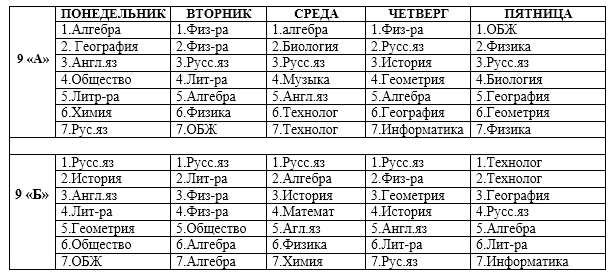 ПОНЕДЕЛЬНИК ВТОРНИК СРЕДА ЧЕТВЕРГ ПЯТНИЦА
9 «А»
1.Алгебра 1.Физ-ра 1.алгебра 1.Физ-ра 1.ОБЖ
2. География 2.Физ-ра 2.Биология 2.Русс.яз 2.Физика
3.Англ.яз 3.Русс.яз 3.Русс.яз 3.История 3.Русс.яз
4.Общество 4.Лит-ра 4.Музыка 4.Геометрия 4.Биология
5.Литр-ра 5.Алгебра 5.Англ.яз 5.Алгебра 5.География
6.Химия 6.Физика 6.Технолог 6.География 6.Геометрия
7.Рус.яз 7.ОБЖ 7.Технолог 7.Информатика 7.Физика
9 «Б»
1.Русс.яз 1.Русс.яз 1.Русс.яз 1.Русс.яз 1.Технолог
2.История 2.Лит-ра 2.Алгебра 2.Физ-ра 2.Технолог
3.Англ.яз 3.Физ-ра 3.История 3.Геометрия 3.География
4.Лит-ра 4.Физ-ра 4.Математ 4.История 4.Русс.яз
5.Геометрия 5.Общество 5.Агл.яз 5.Англ.яз 5.Алгебра
6.Общество 6.Алгебра 6.Физика 6.Лит-ра 6.Лит-ра
7.ОБЖ 7.Алгебра 7.Химия 7.Рус.яз 7.Информатика